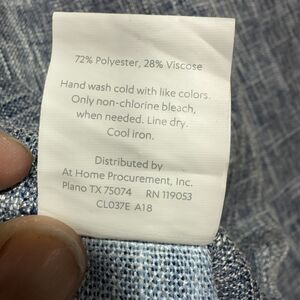 72% Polyester, 28% Viscose
Hand wash cold with like colors.
Only non-chlorine bleach,
when needed. Line dry.
Cool iron.
Distributed by
At Home Procurement, Inc.
Plano TX 75074 RN 119053
CL037E A18